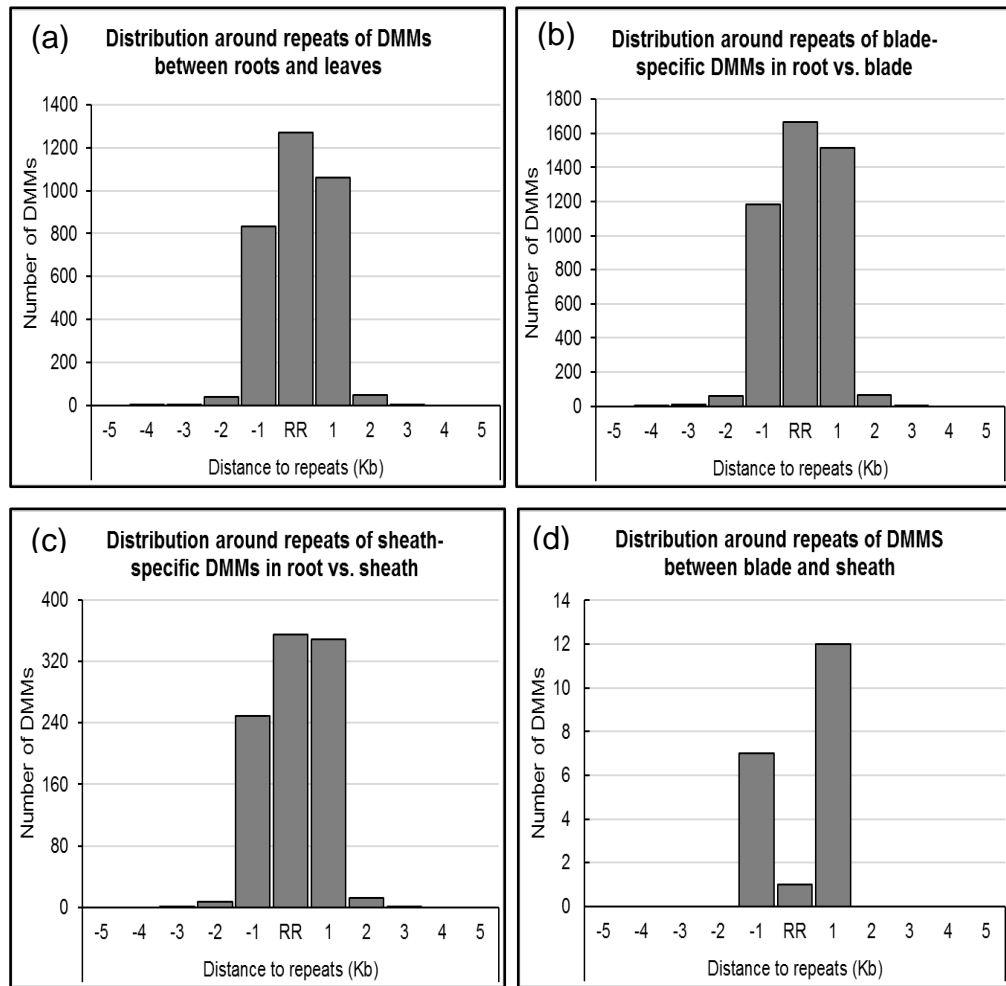 (a)
Distribution around repeats of DMMs
between roots and leaves
1400
1200
1000
800
600
400
200
0
Number of DMMs
-5 -4 -3 -2 -1 RR 1 2 3 4 5
Distance to repeats (Kb)
(b)
Distribution around repeats of blade-
specific DMMs in root vs. blade
1800
1600
1400
1200
1000
800
600
400
200
0
Number of DMMs
-5 -4 -3 -2 -1 RR 1 2 3 4 5
Distance to repeats (Kb)
(c)
Distribution around repeats of sheath-
specific DMMs in root vs. sheath
400
320
240
160
80
0
Number of DMMs
-5 -4 -3 -2 -1 RR 1 2 3 4 5
Distance to repeats (Kb)
(d)
Distribution around repeats of DMMS
between blade and sheath
14
12
10
8
6
4
2
0
Number of DMMs
-5 -4 -3 -2 -1 RR 1 2 3 4 5
Distance to repeats (Kb)